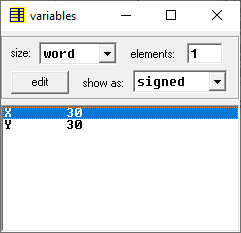 variables
size: word elements: 1
edit show as: signed
X 30
Y 30